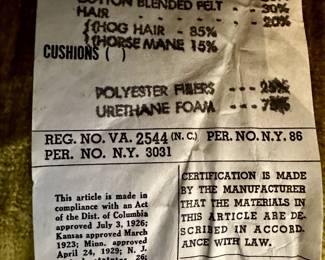 COTTON BLENDED FELT - 30%
HAIR - - 20%
(HOG HAIR - 85%
(HORSE MANE 15%
CUSHIONS ( )
POLYESTER FIBERS --- 25%
URETHANE FOAM --- 75%
REG. NO. VA. 2544 (N. C.) PER. NO. N.Y. 86
PER. NO. N.Y. 3031
This article is made in
compliance with an Act
of the Dist. of Columbia
approved July 3, 1926;
Kansas approved March
1923; Minn. approved
April 24, 1929; N. J.
26;
CERTIFICATION IS MADE
BY THE MANUFACTURER
THAT THE MATERIALS IN
THIS ARTICLE ARE DE-
SCRIBED IN ACCORD-
ANCE WITH LAW.